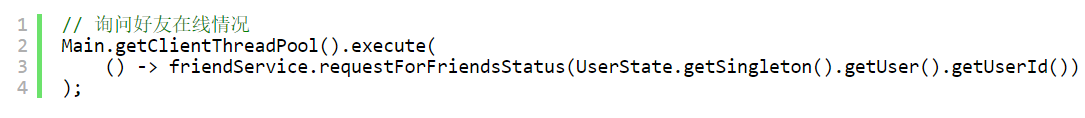 1 // 询问好友在线情况
2 Main.getClientThreadPool().execute(
3     () -> friendService.requestForFriendsStatus(UserState.getSingleton().getUser().getUserId())
4 );